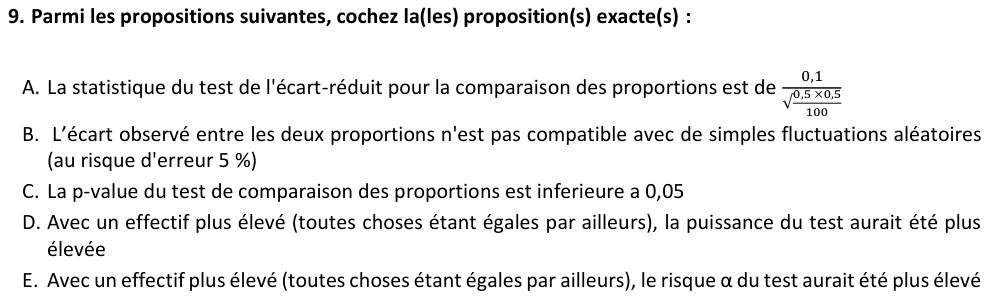 9. Parmi les propositions suivantes, cochez la(les) proposition(s) exacte(s) :
A. La statistique du test de l'écart-réduit pour la comparaison des proportions est de \frac{0,1}{\sqrt{\frac{0,5 \times 0,5}{100}}}
B. L’écart observé entre les deux proportions n'est pas compatible avec de simples fluctuations aléatoires
(au risque d'erreur 5 %)
C. La p-value du test de comparaison des proportions est inferieure a 0,05
D. Avec un effectif plus élevé (toutes choses étant égales par ailleurs), la puissance du test aurait été plus
élevée
E. Avec un effectif plus élevé (toutes choses étant égales par ailleurs), le risque α du test aurait été plus élevé